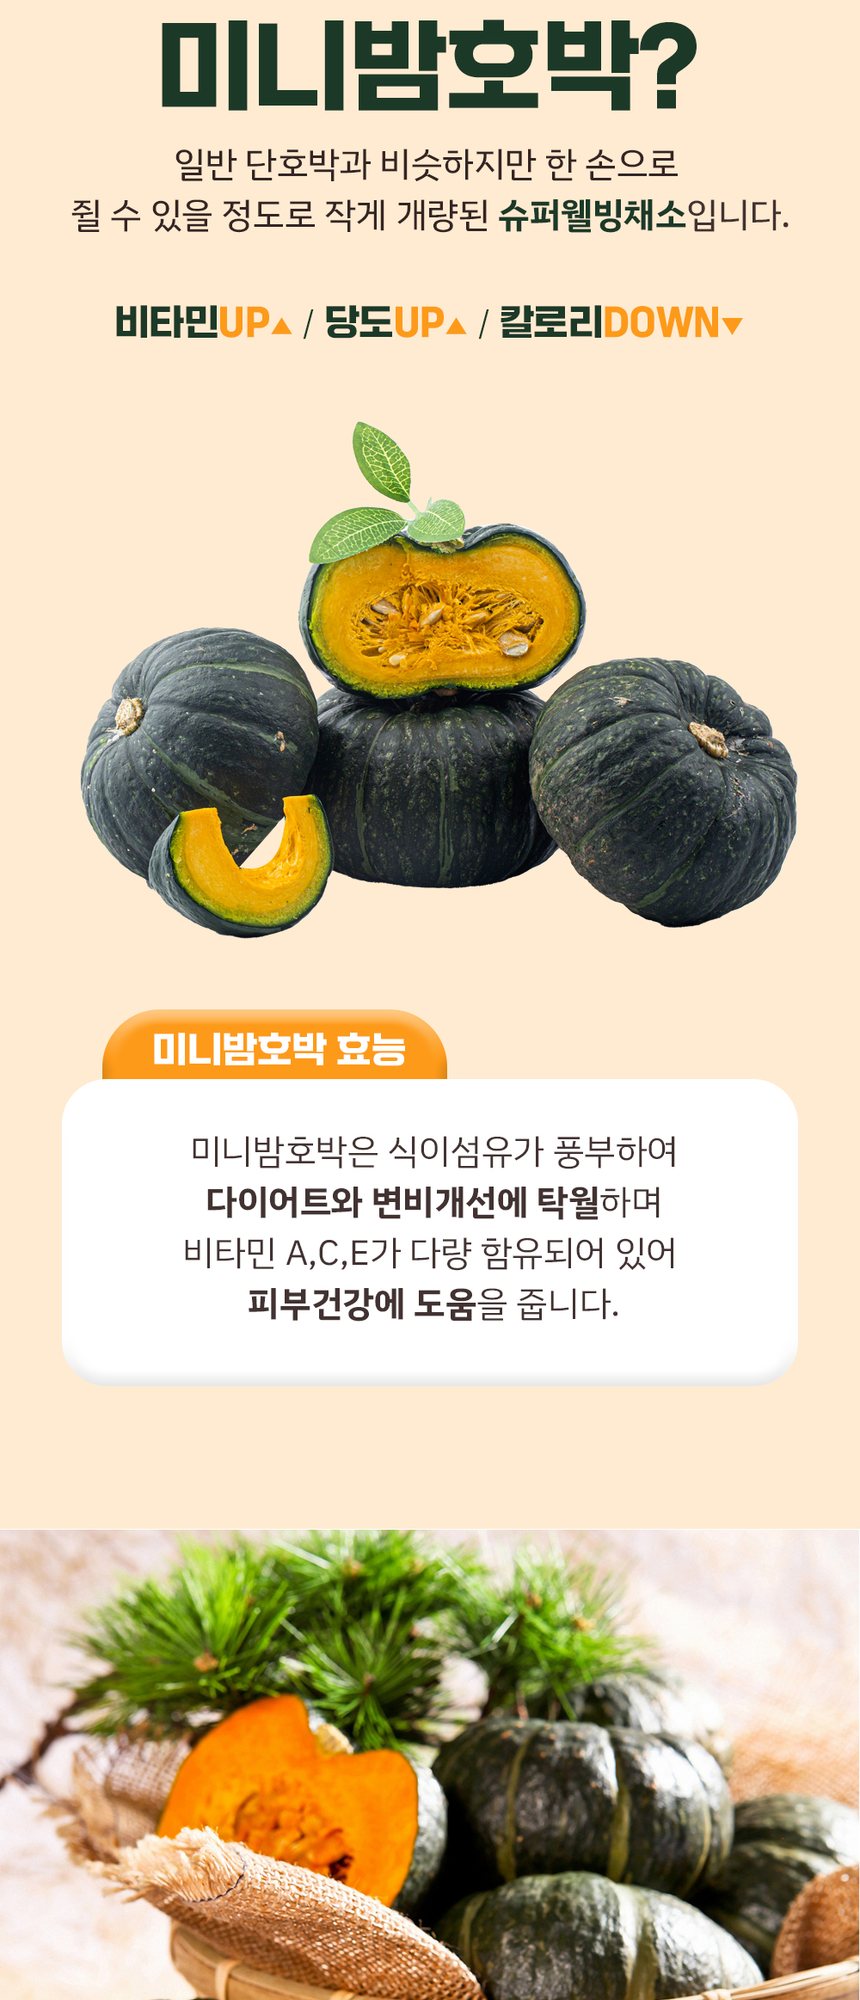 미니밤호박?
일반 단호박과 비슷하지만 한 손으로
쥘 수 있을 정도로 작게 개량된 슈퍼웰빙채소입니다.
비타민UP▲ / 당도UP▲ / 칼로리DOWN▼
미니밤호박 효능
미니밤호박은 식이섬유가 풍부하여
다이어트와 변비개선에 탁월하며
비타민 A,C,E가 다량 함유되어 있어
피부건강에 도움을 줍니다.